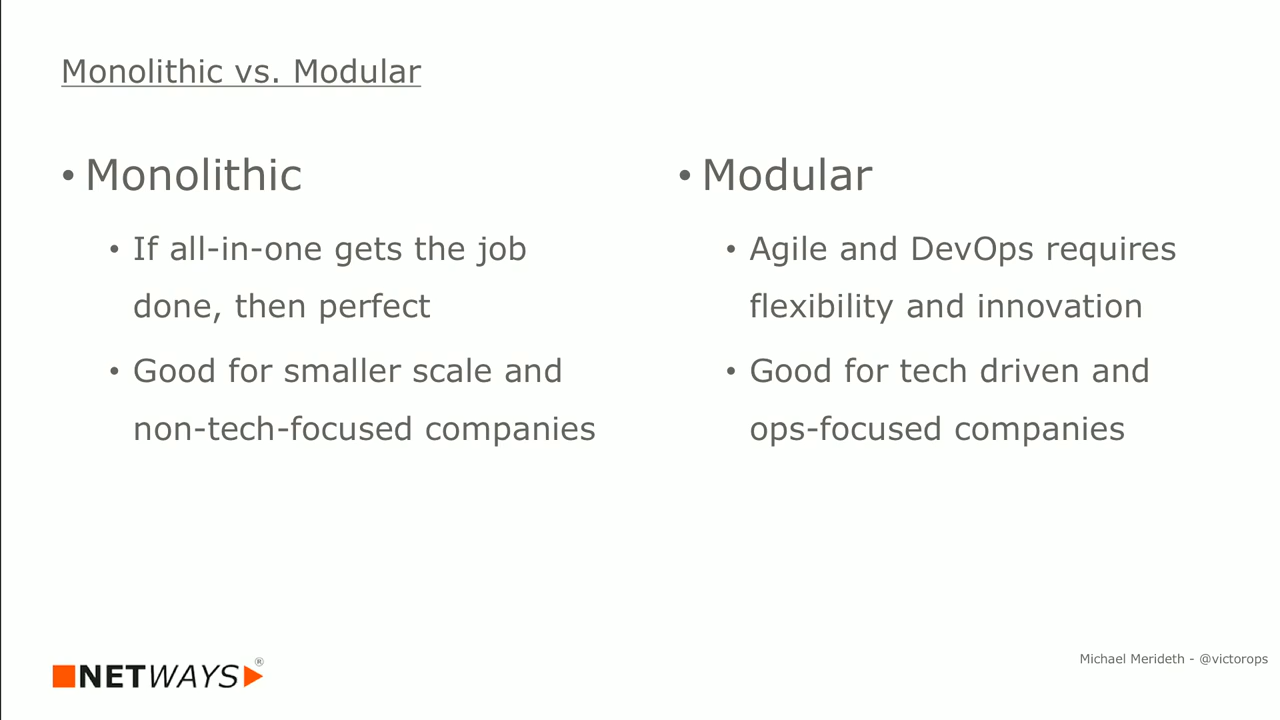 Monolithic vs. Modular
• Monolithic
• If all-in-one gets the job
done, then perfect
• Good for smaller scale and
non-tech-focused companies
• Modular
• Agile and DevOps requires
flexibility and innovation
• Good for tech driven and
ops-focused companies
NETWAYS®
Michael Merideth - @victorops